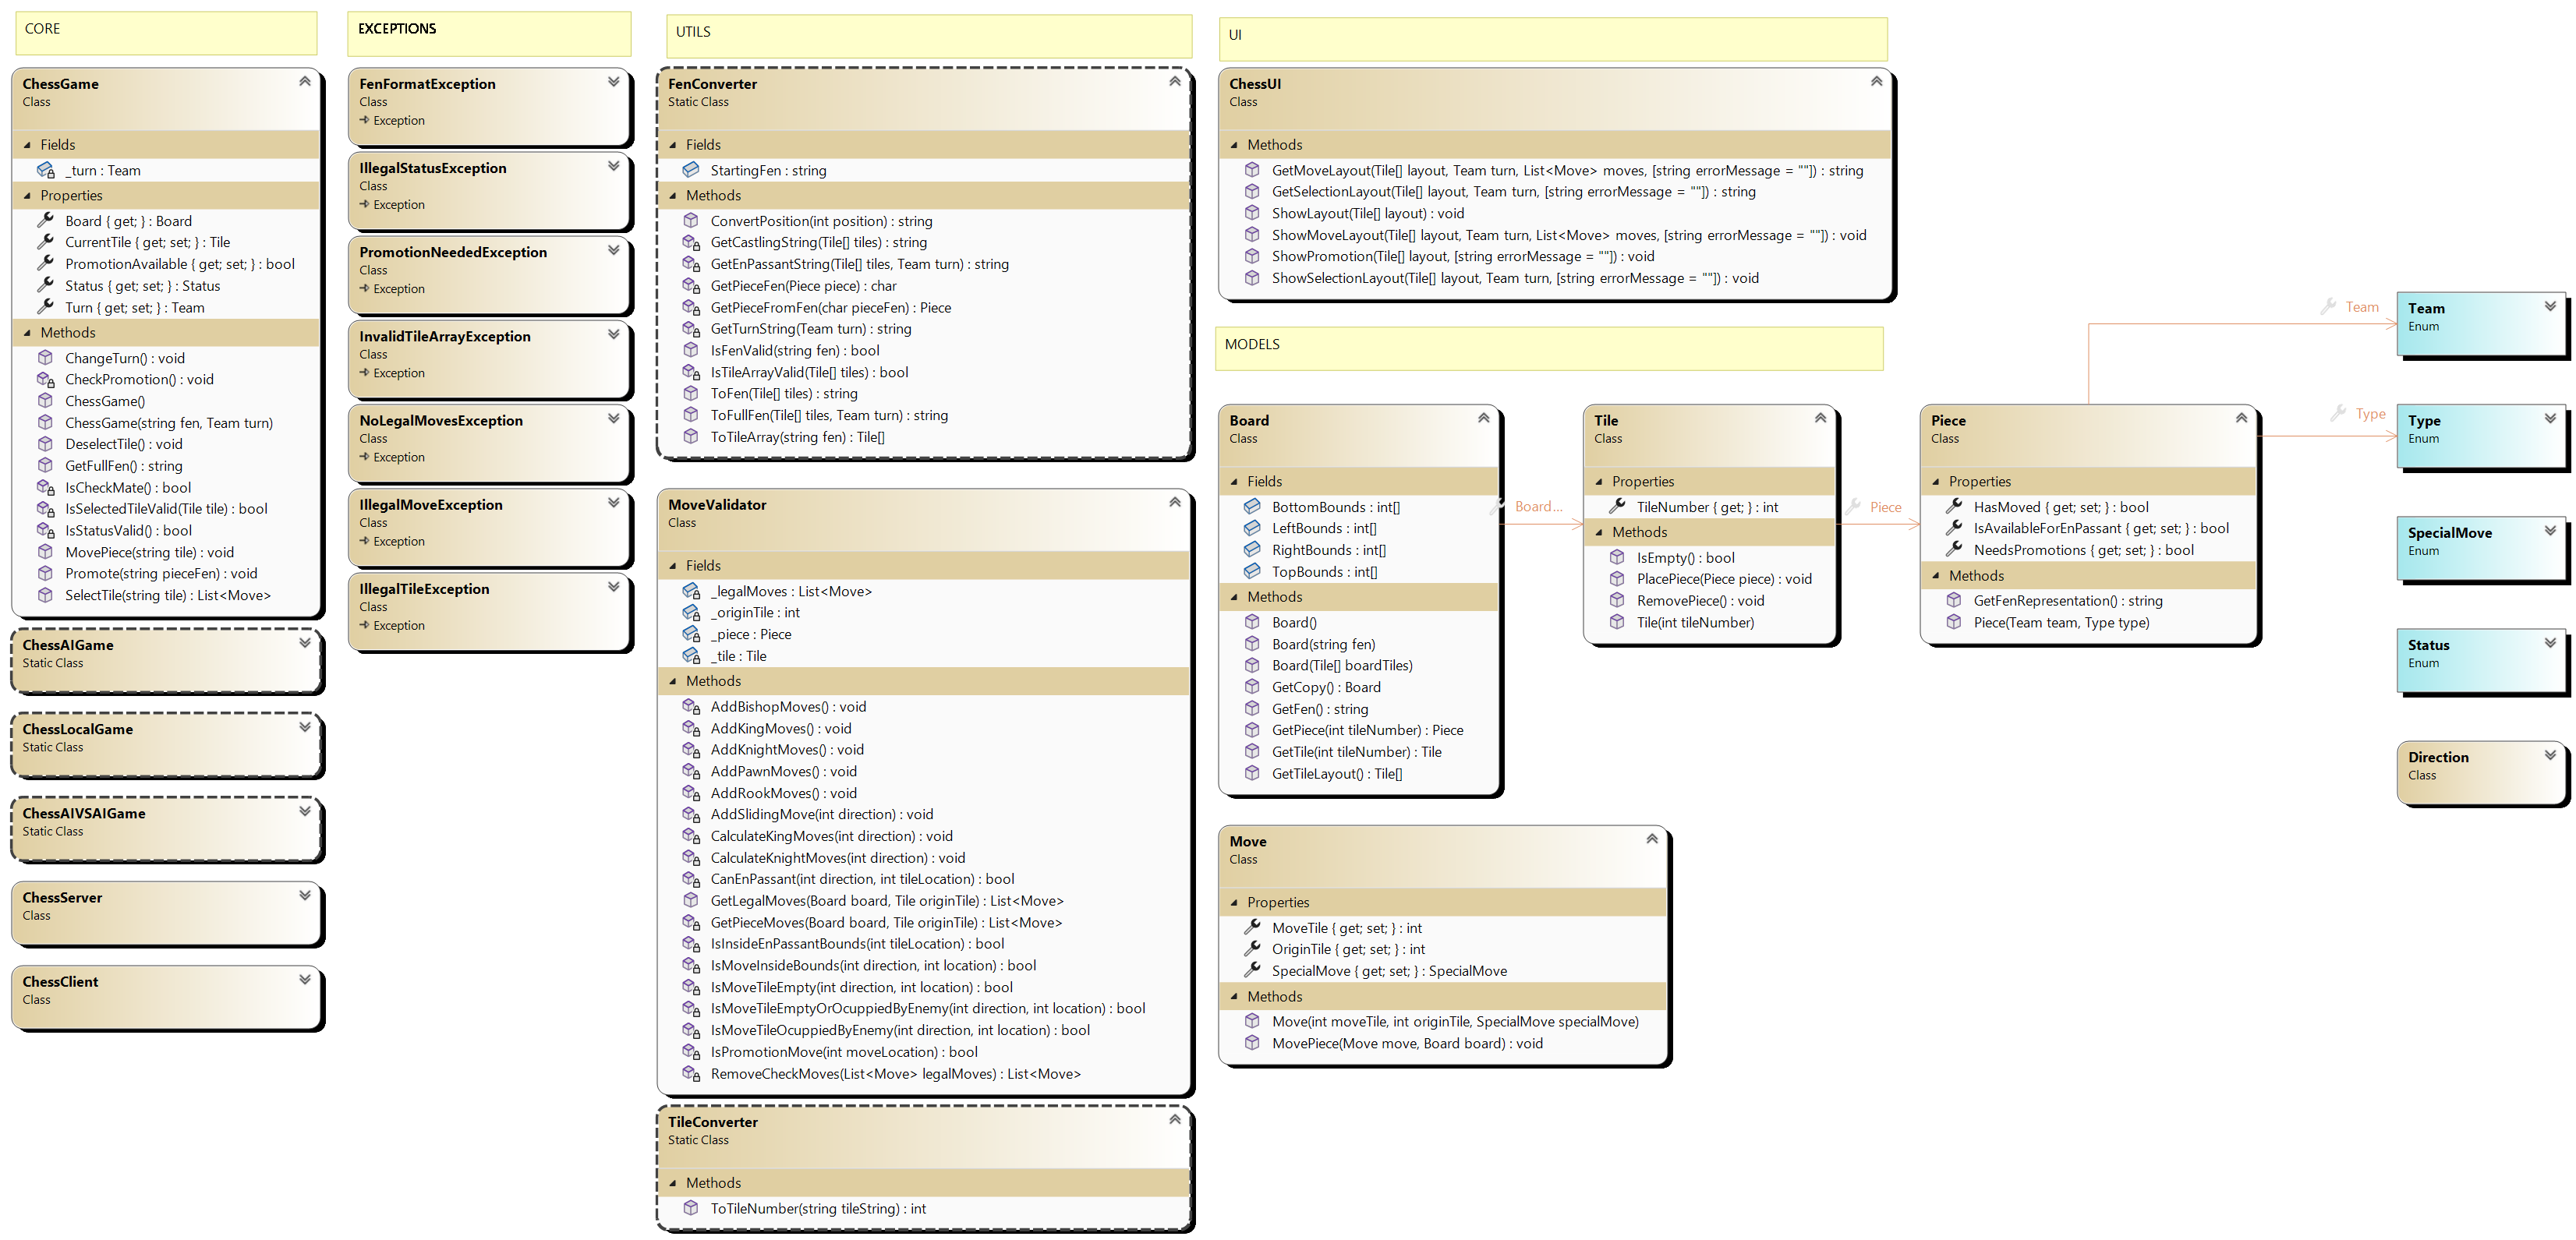 CORE
ChessGame
Class
Fields
_turn : Team
Properties
Board { get; } : Board
CurrentTile { get; set; } : Tile
PromotionAvailable { get; set; } : bool
Status { get; set; } : Status
Turn { get; set; } : Team
Methods
ChangeTurn() : void
CheckPromotion() : void
ChessGame()
ChessGame(string fen, Team turn)
DeselectTile() : void
GetFullFen() : string
IsCheckMate() : bool
IsSelectedTileValid(Tile tile) : bool
IsStatusValid() : bool
MovePiece(string tile) : void
Promote(string pieceFen) : void
SelectTile(string tile) : List<Move>
ChessAIGame
Static Class
ChessLocalGame
Static Class
ChessAIVSAIGame
Static Class
ChessServer
Class
ChessClient
Class
EXCEPTIONS
FenFormatException
Class
Exception
IllegalStatusException
Class
Exception
PromotionNeededException
Class
Exception
InvalidTileArrayException
Class
Exception
NoLegalMovesException
Class
Exception
IllegalMoveException
Class
Exception
IllegalTileException
Class
Exception
UTILS
FenConverter
Static Class
Fields
StartingFen : string
Methods
ConvertPosition(int position) : string
GetCastlingString(Tile[] tiles) : string
GetEnPassantString(Tile[] tiles, Team turn) : string
GetPieceFen(Piece piece) : char
GetPieceFromFen(char pieceFen) : Piece
GetTurnString(Team turn) : string
IsFenValid(string fen) : bool
IsTileArrayValid(Tile[] tiles) : bool
ToFen(Tile[] tiles) : string
ToFullFen(Tile[] tiles, Team turn) : string
ToTileArray(string fen) : Tile[]
MoveValidator
Class
Fields
_legalMoves : List<Move>
_originTile : int
_piece : Piece
_tile : Tile
Methods
AddBishopMoves() : void
AddKingMoves() : void
AddKnightMoves() : void
AddPawnMoves() : void
AddRookMoves() : void
AddSlidingMove(int direction) : void
CalculateKingMoves(int direction) : void
CalculateKnightMoves(int direction) : void
CanEnPassant(int direction, int tileLocation) : bool
GetLegalMoves(Board board, Tile originTile) : List<Move>
GetPieceMoves(Board board, Tile originTile) : List<Move>
IsInsideEnPassantBounds(int tileLocation) : bool
IsMoveInsideBounds(int direction, int location) : bool
IsMoveTileEmpty(int direction, int location) : bool
IsMoveTileEmptyOrOcuppiedByEnemy(int direction, int location) : bool
IsMoveTileOcuppiedByEnemy(int direction, int location) : bool
IsPromotionMove(int moveLocation) : bool
RemoveCheckMoves(List<Move> legalMoves) : List<Move>
TileConverter
Static Class
Methods
ToTileNumber(string tileString) : int
UI
ChessUI
Class
Methods
GetMoveLayout(Tile[] layout, Team turn, List<Move> moves, [string errorMessage = ""]) : string
GetSelectionLayout(Tile[] layout, Team turn, [string errorMessage = ""]) : string
ShowLayout(Tile[] layout) : void
ShowMoveLayout(Tile[] layout, Team turn, List<Move> moves, [string errorMessage = ""]) : void
ShowPromotion(Tile[] layout, [string errorMessage = ""]) : void
ShowSelectionLayout(Tile[] layout, Team turn, [string errorMessage = ""]) : void
MODELS
Board
Class
Fields
BottomBounds : int[]
LeftBounds : int[]
RightBounds : int[]
TopBounds : int[]
Methods
Board()
Board(string fen)
Board(Tile[] boardTiles)
GetCopy() : Board
GetFen() : string
GetPiece(int tileNumber) : Piece
GetTile(int tileNumber) : Tile
GetTileLayout() : Tile[]
Board...
Tile
Class
Properties
TileNumber { get; } : int
Methods
IsEmpty() : bool
PlacePiece(Piece piece) : void
RemovePiece() : void
Tile(int tileNumber)
Piece
Piece
Class
Properties
HasMoved { get; set; } : bool
IsAvailableForEnPassant { get; set; } : bool
NeedsPromotions { get; set; } : bool
Methods
GetFenRepresentation() : string
Piece(Team team, Type type)
Move
Class
Properties
MoveTile { get; set; } : int
OriginTile { get; set; } : int
SpecialMove { get; set; } : SpecialMove
Methods
Move(int moveTile, int originTile, SpecialMove specialMove)
MovePiece(Move move, Board board) : void
Team
Team
Enum
Type
Type
Enum
SpecialMove
Enum
Status
Enum
Direction
Class